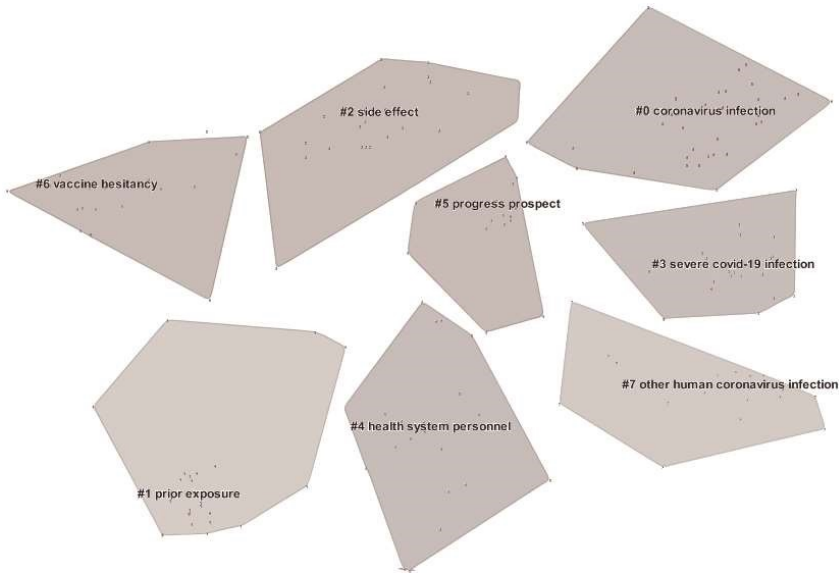 #2 side effect
#0 coronavirus infection
#6 vaccine besitancy
#5 progress prospect
#3 severe covid-19 infection
#7 other human coronavirus infection
#4 health system personnel
#1 prior exposure